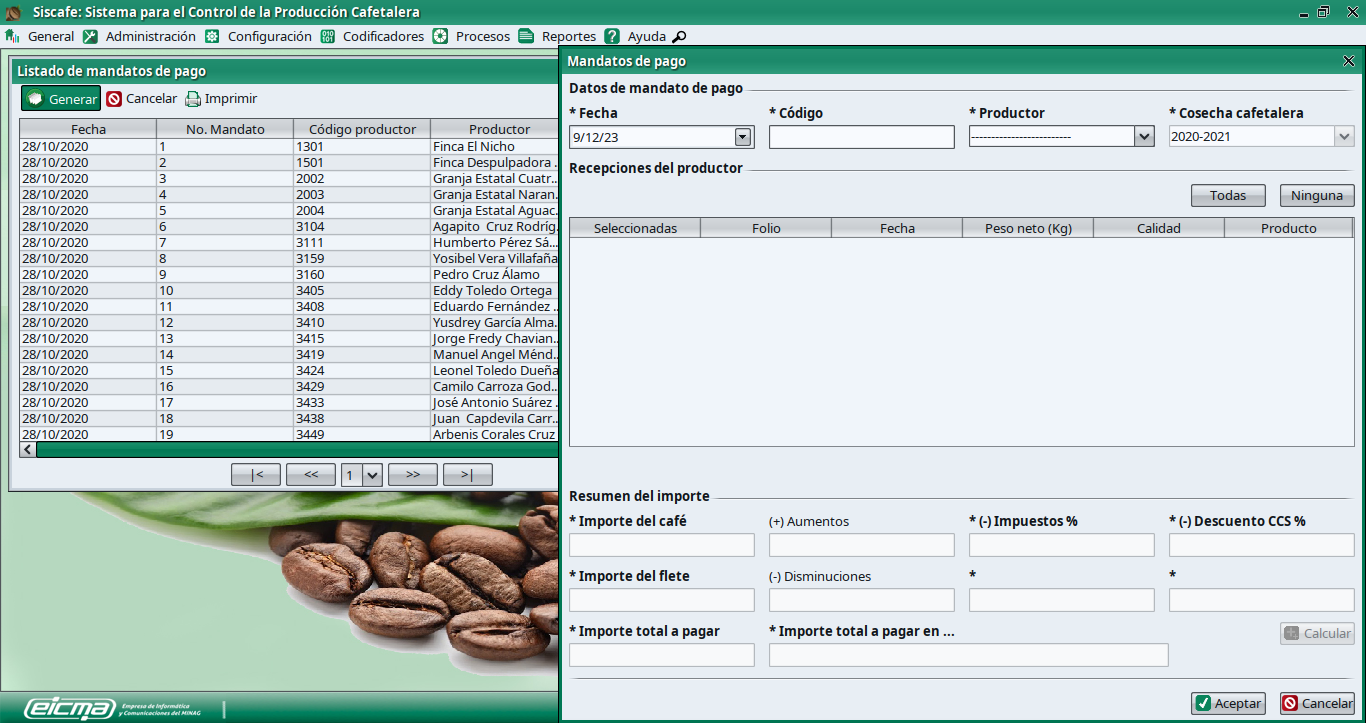 Siscafe: Sistema para el Control de la Producción Cafetalera
General Administración Configuración Codificadores Procesos Reportes Ayuda
Listado de mandatos de pago
Generar Cancelar Imprimir
Fecha No. Mandato Código productor Productor
28/10/2020 1 1301 Finca El Nicho
28/10/2020 2 1501 Finca Despulpadora ..
28/10/2020 3 2002 Granja Estatal Cuatr...
28/10/2020 4 2003 Granja Estatal Naran..
28/10/2020 5 2004 Granja Estatal Aguac..
28/10/2020 6 3104 Agapito Cruz Rodríg..
28/10/2020 7 3111 Humberto Pérez Sá...
28/10/2020 8 3159 Yosibel Vera Villafaña
28/10/2020 9 3160 Pedro Cruz Álamo
28/10/2020 10 3405 Eddy Toledo Ortega
28/10/2020 11 3408 Eduardo Fernández ..
28/10/2020 12 3410 Yusdrey García Alma..
28/10/2020 13 3415 Jorge Fredy Chavian..
28/10/2020 14 3419 Manuel Angel Ménd..
28/10/2020 15 3424 Leonel Toledo Dueña
28/10/2020 16 3429 Camilo Carroza God...
28/10/2020 17 3433 José Antonio Suárez ..
28/10/2020 18 3438 Juan Capdevila Carr...
28/10/2020 19 3449 Arbenis Corales Cruz
|< << 1 >> >|
Mandatos de pago
Datos de mandato de pago
* Fecha * Código * Productor * Cosecha cafetalera
9/12/23 ------------------------- 2020-2021
Recepciones del productor
Todas Ninguna
Seleccionadas Folio Fecha Peso neto (Kg) Calidad Producto
Resumen del importe
* Importe del café (+) Aumentos * (-) Impuestos % * (-) Descuento CCS %
* Importe del flete (-) Disminuciones * *
* Importe total a pagar * Importe total a pagar en ...
Calcular
Aceptar Cancelar
eicma Empresa de Informática
y Comunicaciones del MINAG